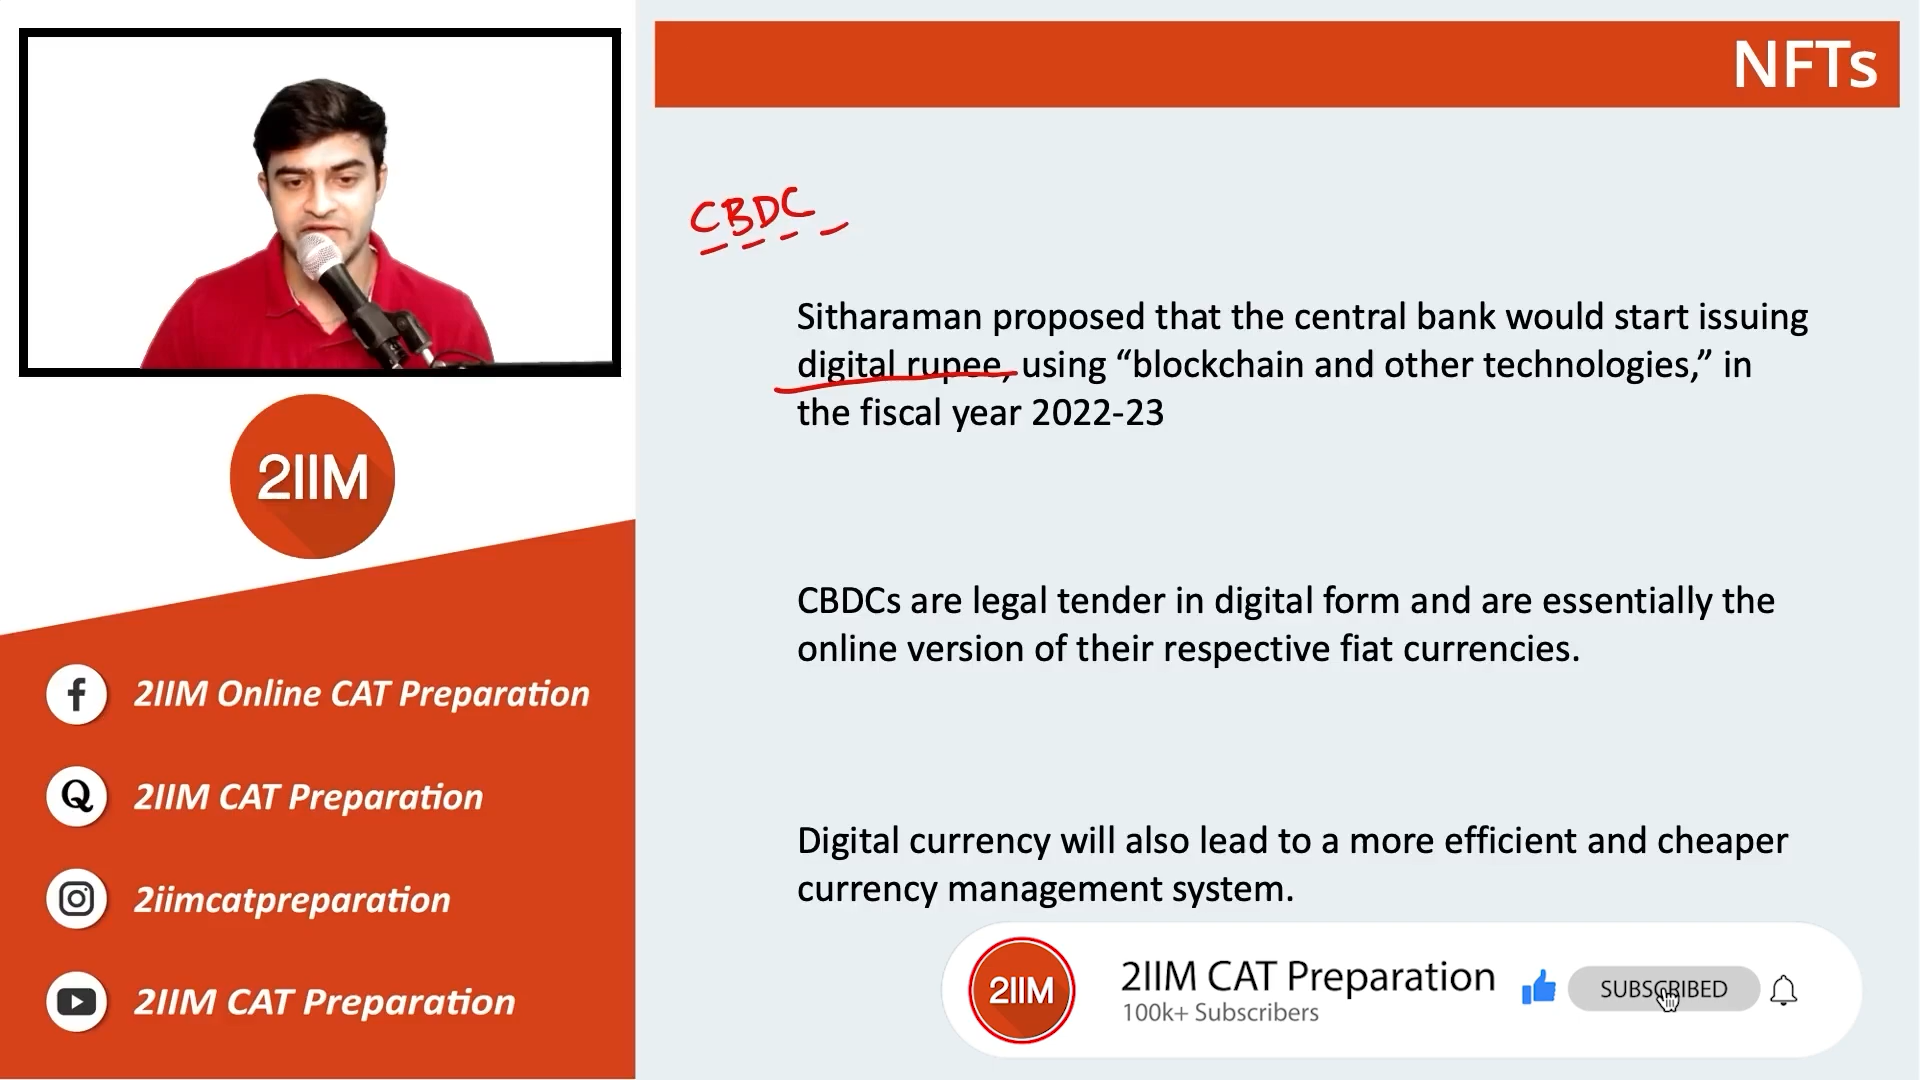 NFTs
CBDC
Sitharaman proposed that the central bank would start issuing
digital rupee, using “blockchain and other technologies,” in
the fiscal year 2022-23
CBDCs are legal tender in digital form and are essentially the
online version of their respective fiat currencies.
Digital currency will also lead to a more efficient and cheaper
currency management system.
2IIM
2IIM Online CAT Preparation
2IIM CAT Preparation
2iimcatpreparation
2IIM CAT Preparation
2IIM
2IIM CAT Preparation
100k+ Subscribers
SUBSCRIBED